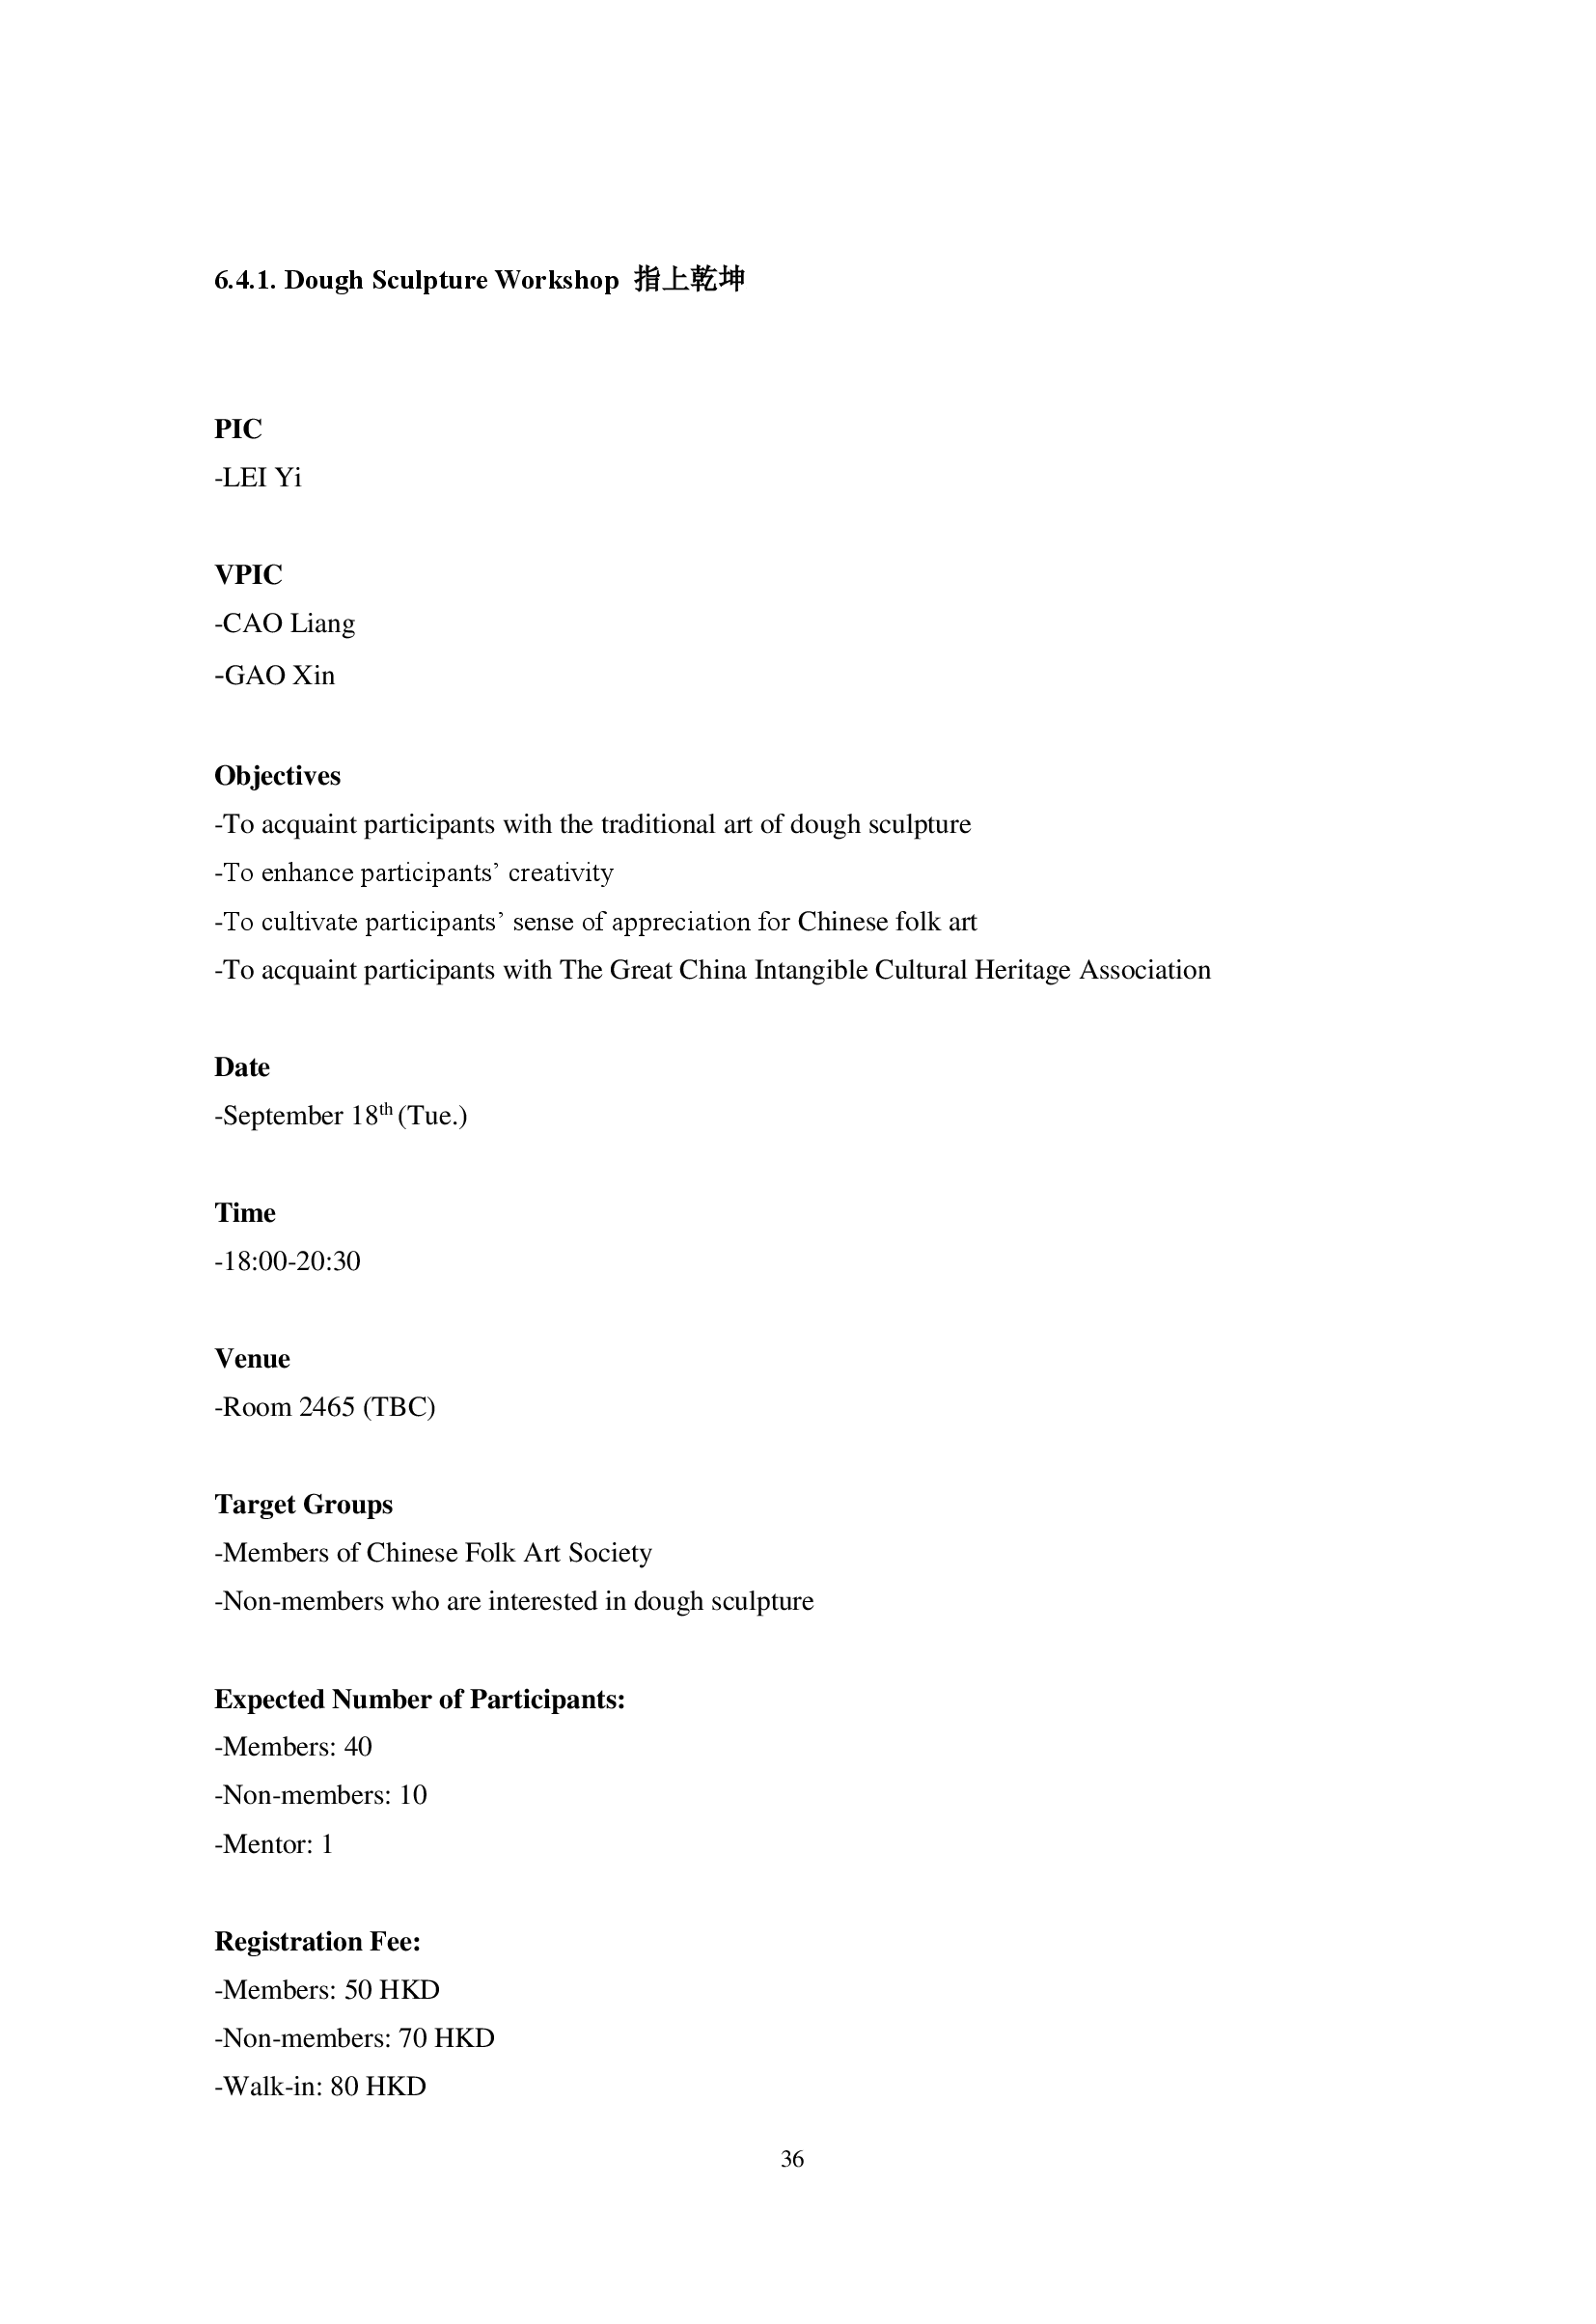 6.4.1. Dough Sculpture Workshop 指上乾坤
PIC
-LEI Yi
VPIC
-CAO Liang
-GAO Xin
Objectives
-To acquaint participants with the traditional art of dough sculpture
-To enhance participants’ creativity
-To cultivate participants’ sense of appreciation for Chinese folk art
-To acquaint participants with The Great China Intangible Cultural Heritage Association
Date
-September 18th (Tue.)
Time
-18:00-20:30
Venue
-Room 2465 (TBC)
Target Groups
-Members of Chinese Folk Art Society
-Non-members who are interested in dough sculpture
Expected Number of Participants:
-Members: 40
-Non-members: 10
-Mentor: 1
Registration Fee:
-Members: 50 HKD
-Non-members: 70 HKD
-Walk-in: 80 HKD
36